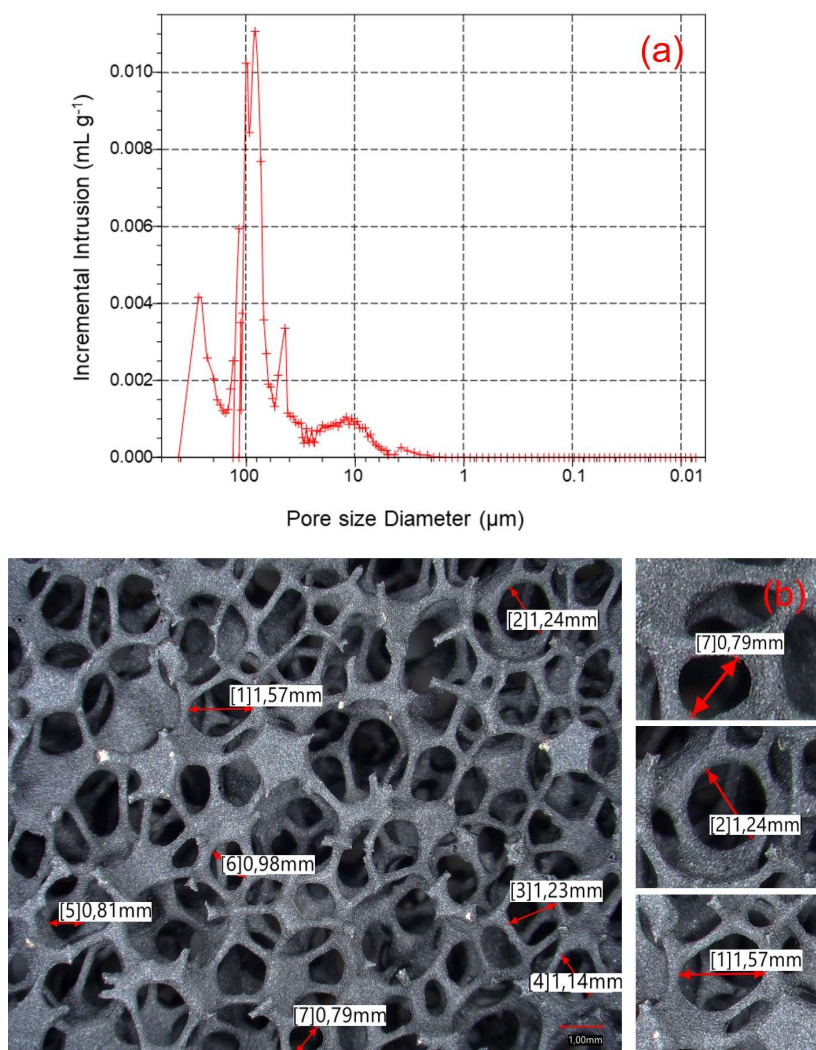 (a)
Incremental Intrusion (mL g⁻¹)
0.010
0.008
0.006
0.004
0.002
0.000
100 10 1 0.1 0.01
Pore size Diameter (µm)
(b)
[2]1,24mm
[1]1,57mm
[6]0,98mm
[5]0,81mm
[3]1,23mm
4]1,14mm
[7]0,79mm
1,00mm
[7]0,79mm
[2]1,24mm
[1]1,57mm